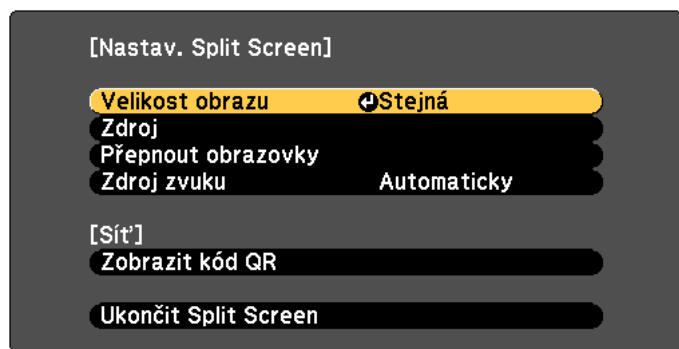 [Nastav. Split Screen]
Velikost obrazu Stejná
Zdroj
Přepnout obrazovky
Zdroj zvuku Automaticky
[Síť]
Zobrazit kód QR
Ukončit Split Screen